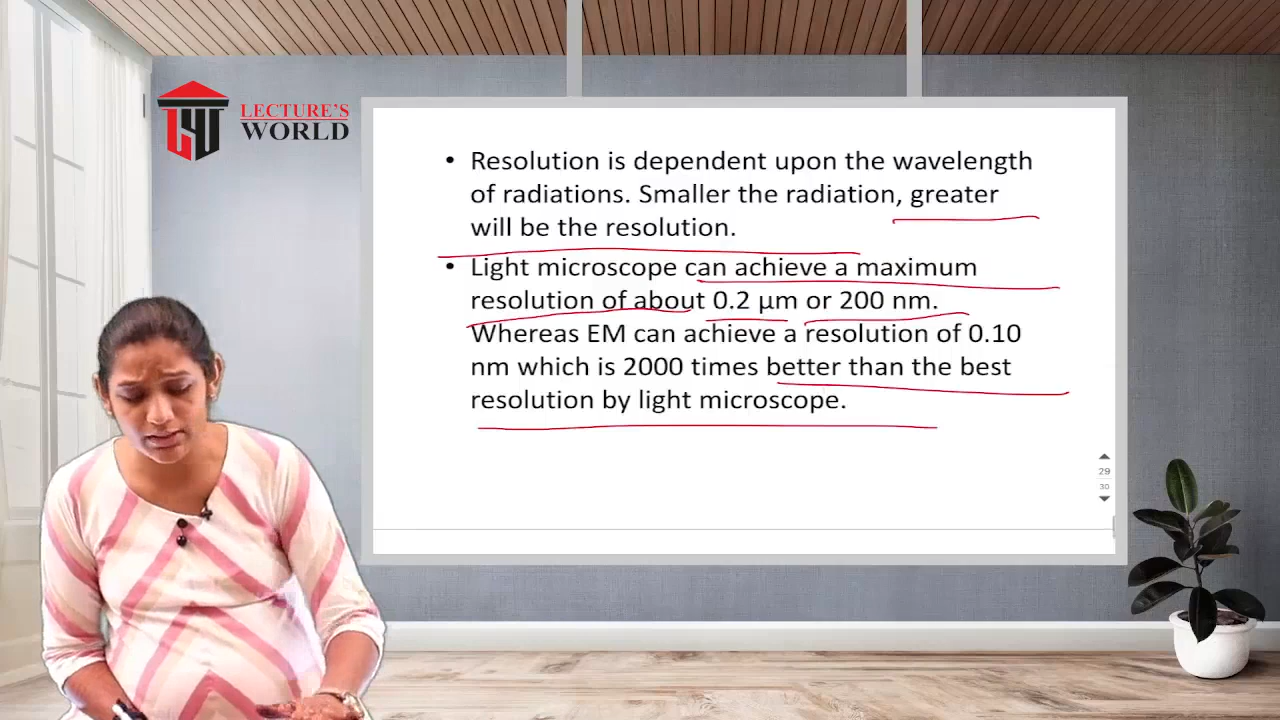 LECTURE'S
WORLD
• Resolution is dependent upon the wavelength
of radiations. Smaller the radiation, greater
will be the resolution.
• Light microscope can achieve a maximum
resolution of about 0.2 µm or 200 nm.
Whereas EM can achieve a resolution of 0.10
nm which is 2000 times better than the best
resolution by light microscope.
29
30